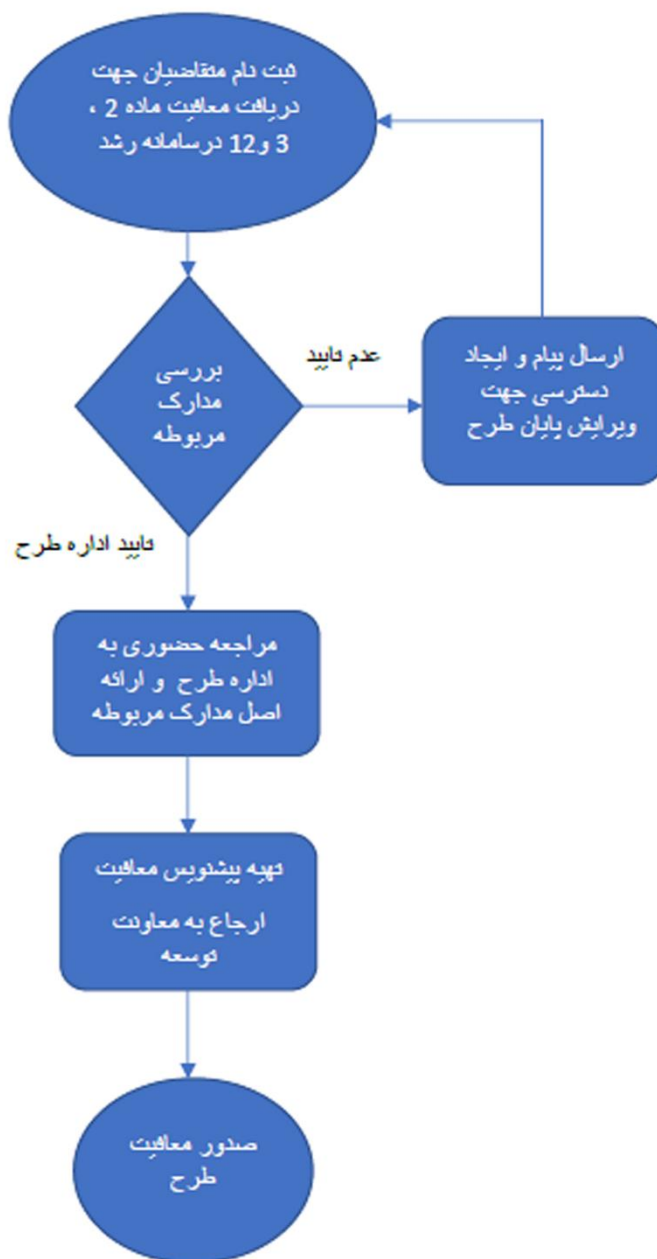 ثبت نام متقاضیان جهت
دریافت معافیت ماده 2 ،
3 و12 درسامانه رشد
بررسی
مدارک
مربوطه
عدم تایید
ارسال پیام و ایجاد
دسترسی جهت
ویرایش پایان طرح
تایید اداره طرح
مراجعه حضوری به
اداره طرح و ارائه
اصل مدارک مربوطه
تهیه پیشنویس معافیت
ارجاع به معاونت
توسعه
صدور معافیت
طرح